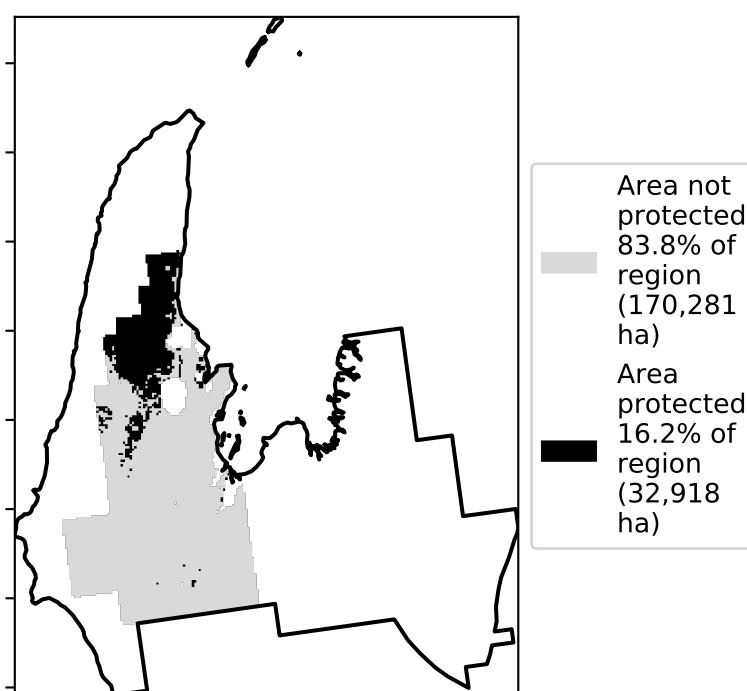 Area not
protected
83.8% of
region
(170,281
ha)
Area
protected
16.2% of
region
(32,918
ha)